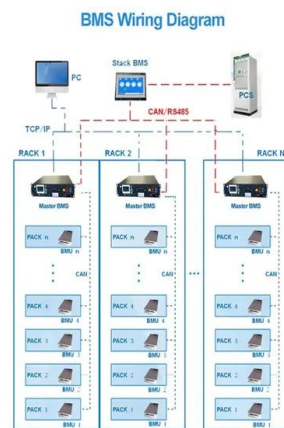 BMS Wiring Diagram
PC
Stack BMS
PCS
CAN/RS485
TCP/IP
RACK 1
RACK 2
RACK N
Master BMS
Master BMS
Master BMS
PACK n
BMU n
PACK n
BMU n
PACK n
BMU n
CAN
CAN
CAN
...
PACK 4
BMU 4
PACK 4
BMU 4
PACK 4
BMU 4
PACK 3
BMU 3
PACK 3
BMU 3
PACK 3
BMU 3
PACK 2
BMU 2
PACK 2
BMU 2
PACK 2
BMU 2
PACK 1
BMU 1
PACK 1
BMU 1
PACK 1
BMU 1